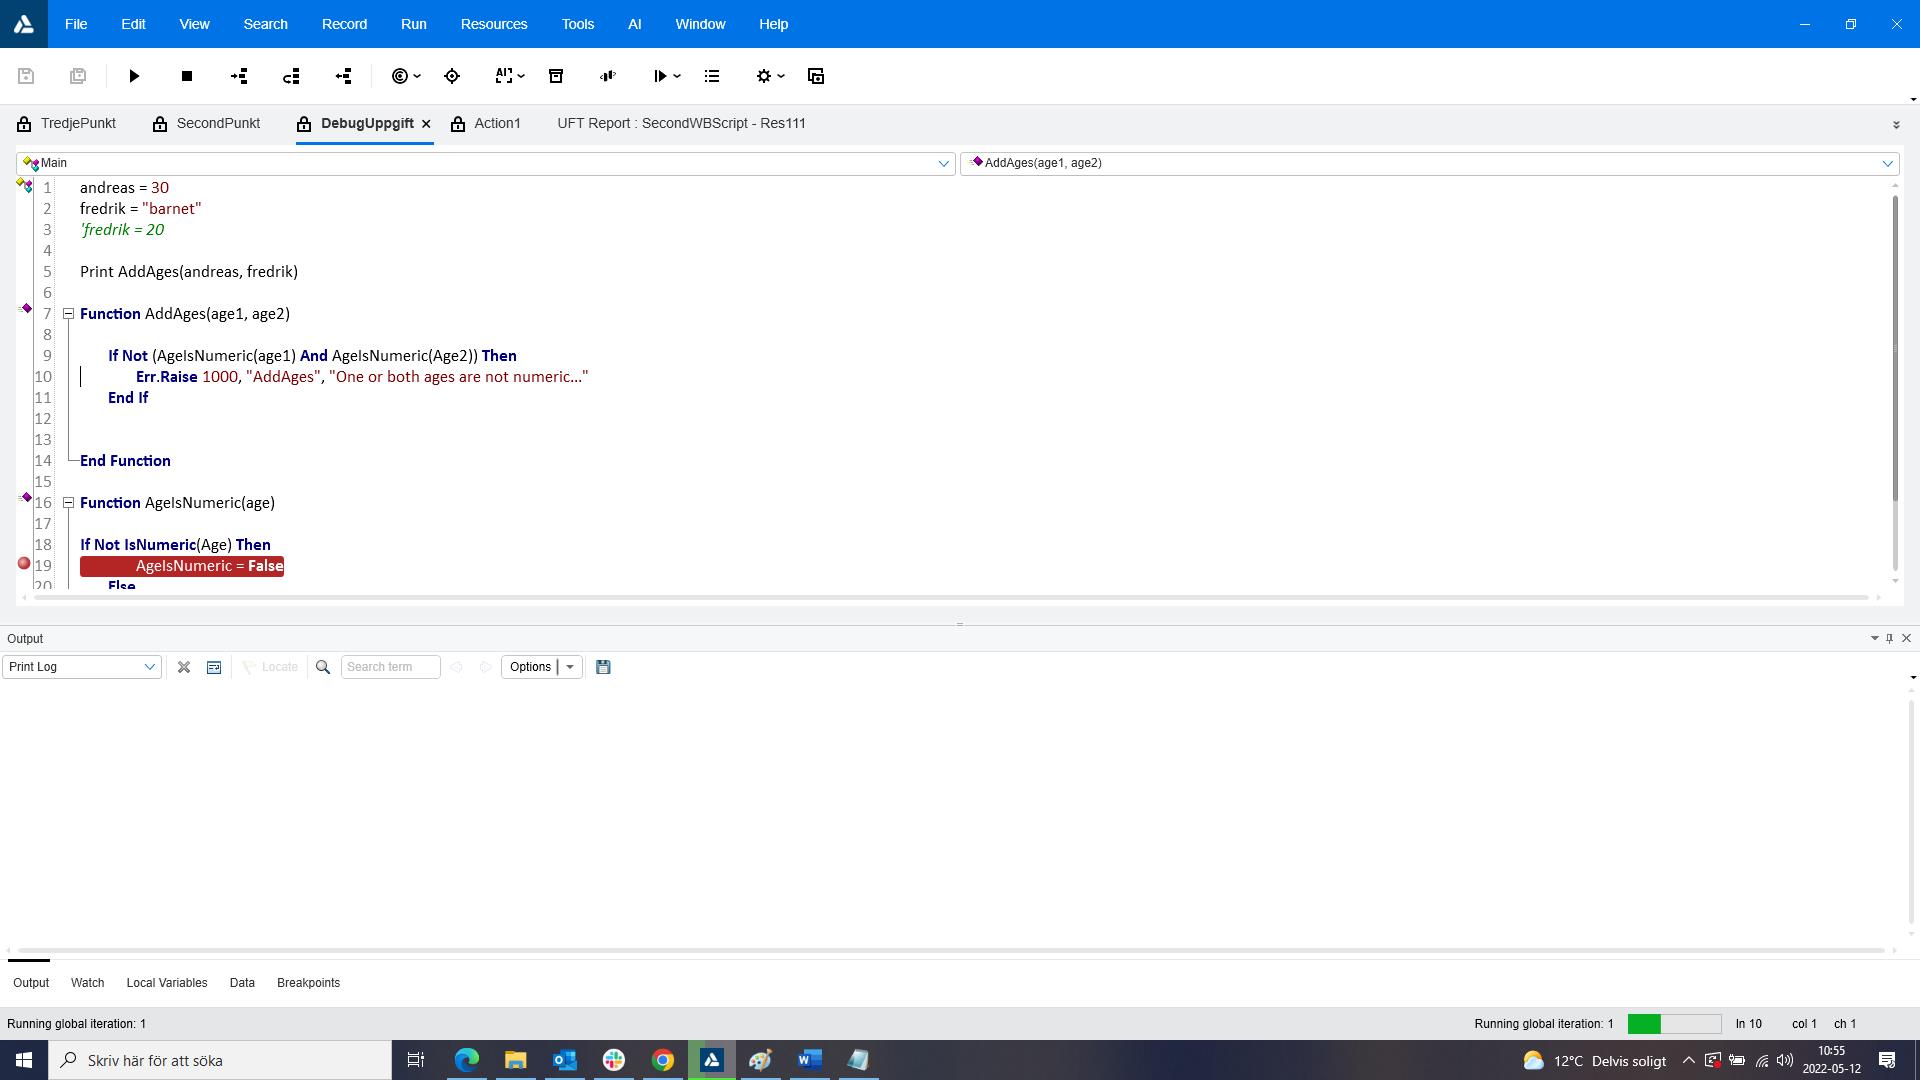 File Edit View Search Record Run Resources Tools AI Window Help
AI
TredjePunkt SecondPunkt DebugUppgift Action1 UFT Report : SecondWBScript - Res111
Main AddAges(age1, age2)
1 andreas = 30
2 fredrik = "barnet"
3 'fredrik = 20
4
5 Print AddAges(andreas, fredrik)
6
7 Function AddAges(age1, age2)
8
9 If Not (AgeIsNumeric(age1) And AgeIsNumeric(Age2)) Then
10 Err.Raise 1000, "AddAges", "One or both ages are not numeric..."
11 End If
12
13
14 End Function
15
16 Function AgeIsNumeric(age)
17
18 If Not IsNumeric(Age) Then
19 AgeIsNumeric = False
20 Else
Output
Print Log Locate Search term Options
Output Watch Local Variables Data Breakpoints
Running global iteration: 1 Running global iteration: 1 ln 10 col 1 ch 1
Skriv här för att söka 12°C Delvis soligt 10:55
2022-05-12